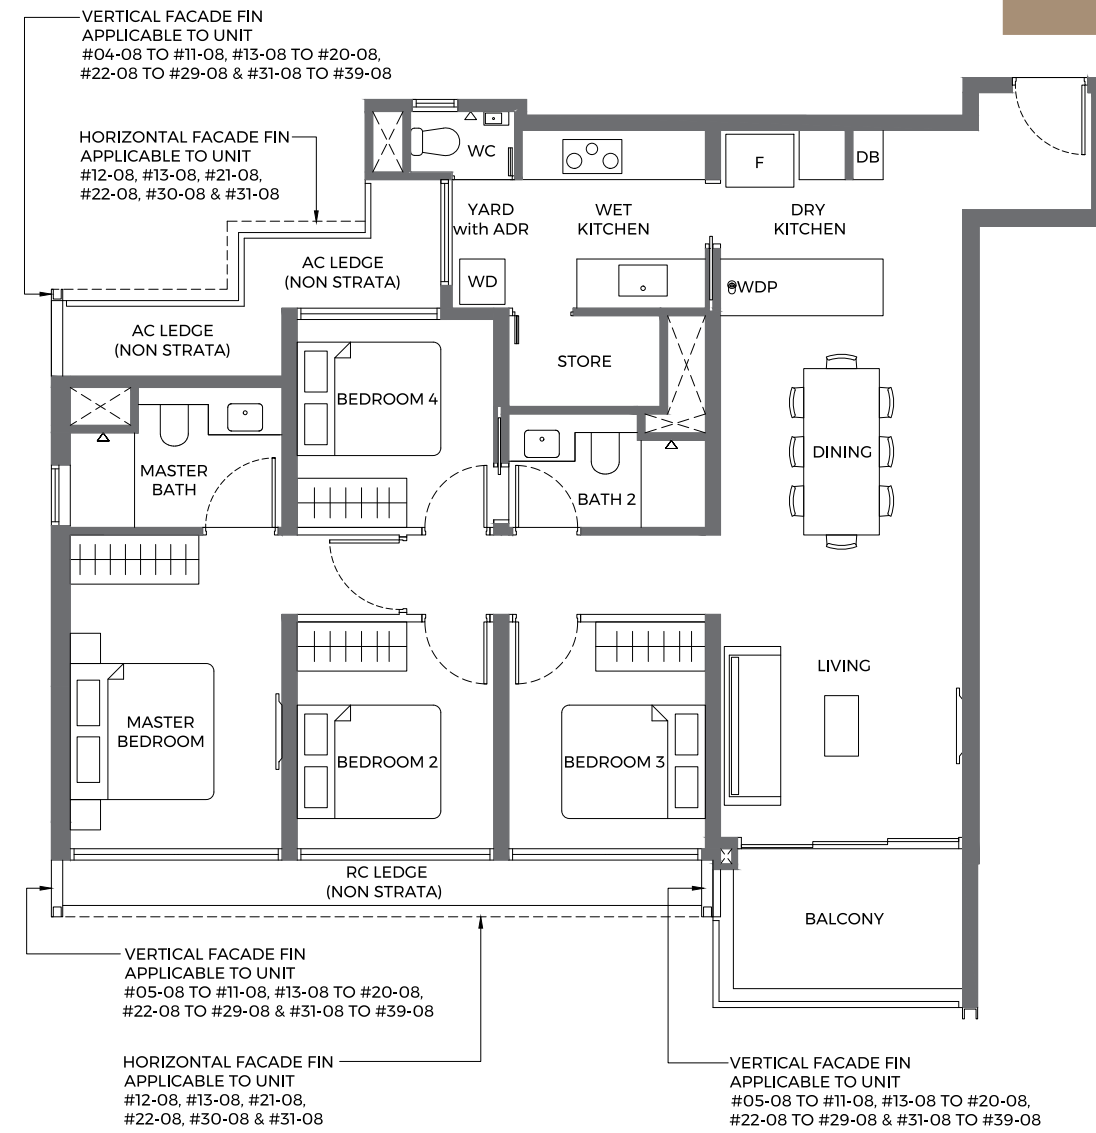 VERTICAL FACADE FIN
APPLICABLE TO UNIT
#04-08 TO #11-08, #13-08 TO #20-08,
#22-08 TO #29-08 & #31-08 TO #39-08
HORIZONTAL FACADE FIN
APPLICABLE TO UNIT
#12-08, #13-08, #21-08,
#22-08, #30-08 & #31-08
WC
F
DB
YARD
with ADR
WET
KITCHEN
DRY
KITCHEN
AC LEDGE
(NON STRATA)
WD
WDP
AC LEDGE
(NON STRATA)
STORE
BEDROOM 4
DINING
MASTER
BATH
BATH 2
LIVING
MASTER
BEDROOM
BEDROOM 2
BEDROOM 3
RC LEDGE
(NON STRATA)
BALCONY
VERTICAL FACADE FIN
APPLICABLE TO UNIT
#05-08 TO #11-08, #13-08 TO #20-08,
#22-08 TO #29-08 & #31-08 TO #39-08
HORIZONTAL FACADE FIN
APPLICABLE TO UNIT
#12-08, #13-08, #21-08,
#22-08, #30-08 & #31-08
VERTICAL FACADE FIN
APPLICABLE TO UNIT
#05-08 TO #11-08, #13-08 TO #20-08,
#22-08 TO #29-08 & #31-08 TO #39-08